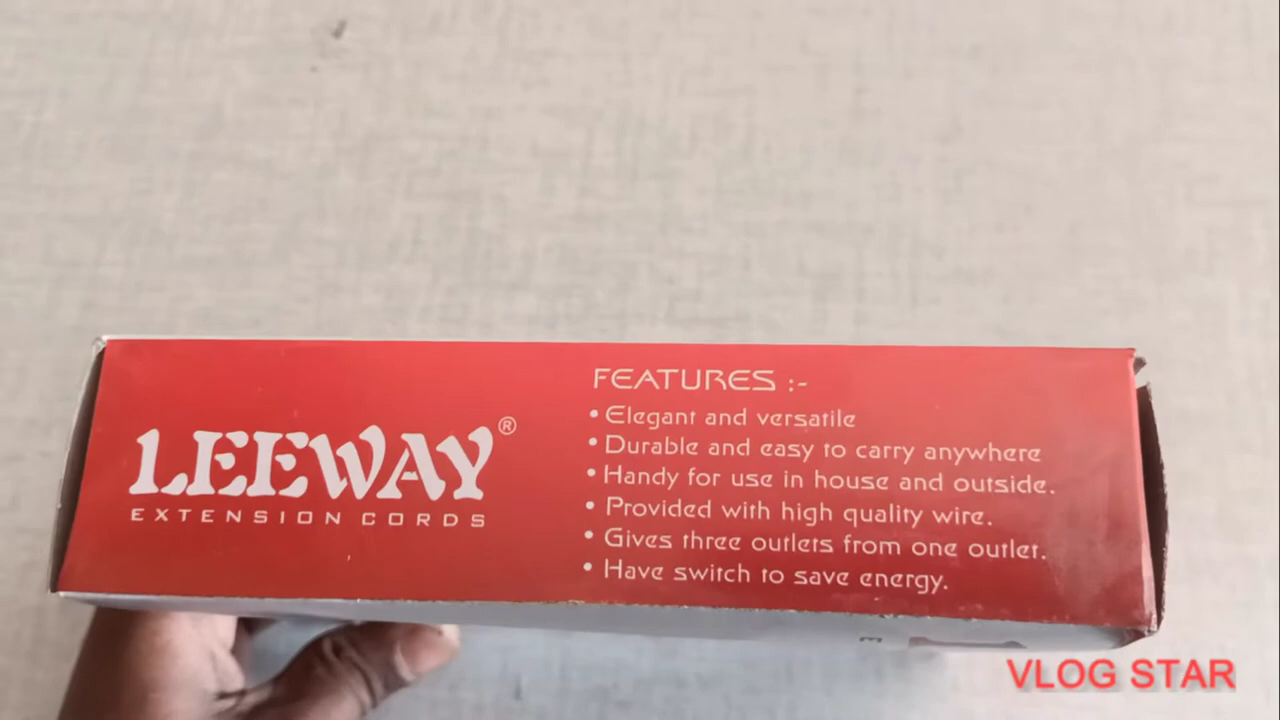 LEEWAY®
EXTENSION CORDS
FEATURES :-
• Elegant and versatile
• Durable and easy to carry anywhere
• Handy for use in house and outside.
• Provided with high quality wire.
• Gives three outlets from one outlet.
• Have switch to save energy.
VLOG STAR